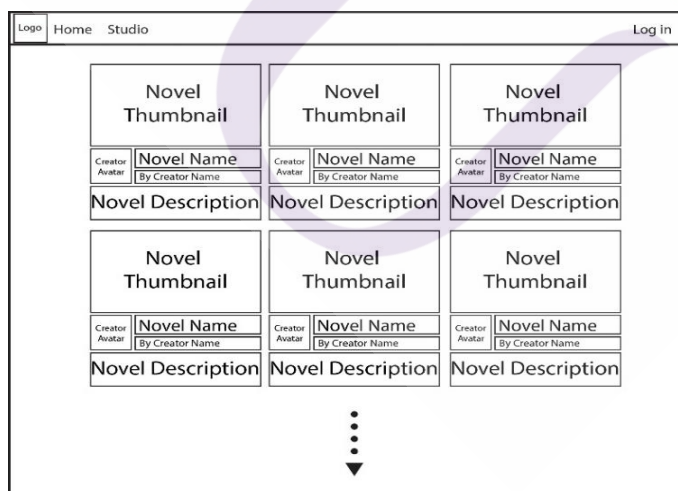 Logo Home Studio Log in
Novel Novel Novel
Thumbnail Thumbnail Thumbnail
Creator Novel Name Creator Novel Name Creator Novel Name
Avatar By Creator Name Avatar By Creator Name Avatar By Creator Name
Novel Description Novel Description Novel Description
Novel Novel Novel
Thumbnail Thumbnail Thumbnail
Creator Novel Name Creator Novel Name Creator Novel Name
Avatar By Creator Name Avatar By Creator Name Avatar By Creator Name
Novel Description Novel Description Novel Description